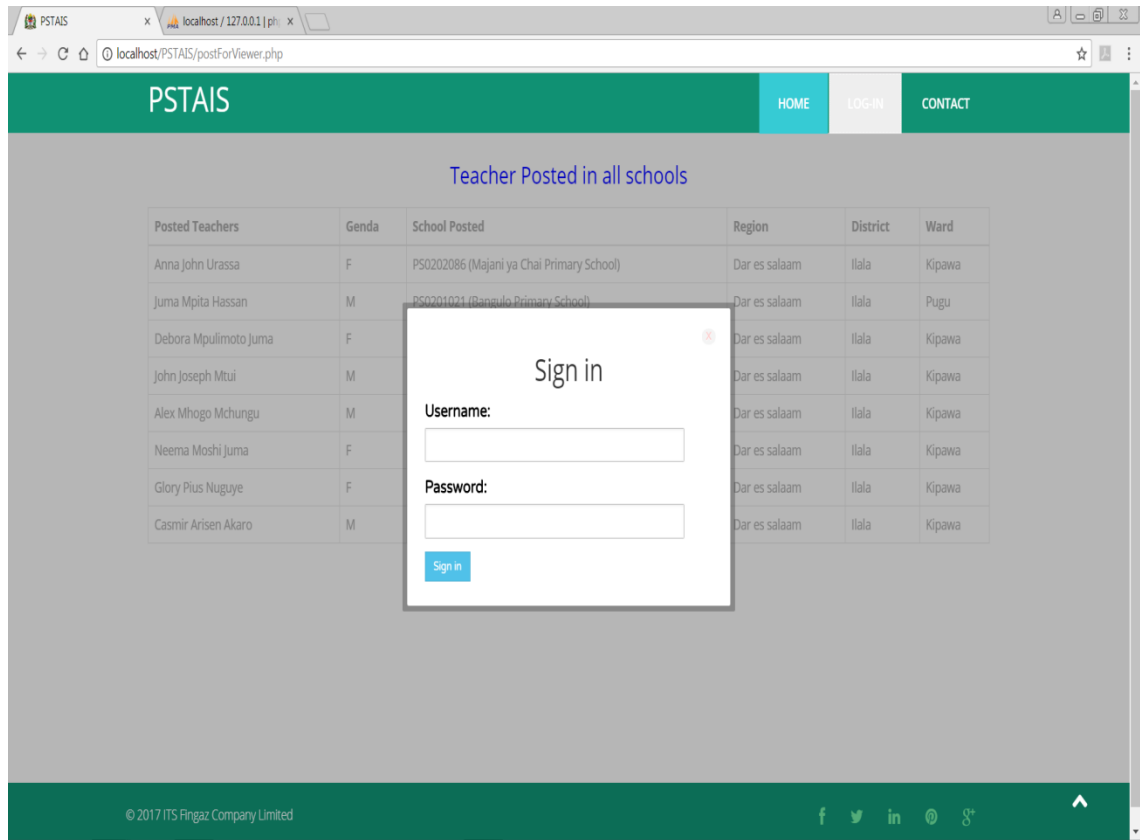 PSTAIS
localhost / 127.0.0.1 | ph
localhost/PSTAIS/postForViewer.php
PSTAIS
HOME
LOG-IN
CONTACT
Teacher Posted in all schools
Posted Teachers Genda School Posted Region District Ward
Anna John Urassa F PS0202086 (Majani ya Chai Primary School) Dar es salaam Ilala Kipawa
Juma Mpita Hassan M PS0201021 (Bangulo Primary School) Dar es salaam Ilala Pugu
Debora Mpulimoto Juma F Dar es salaam Ilala Kipawa
John Joseph Mtui M Dar es salaam Ilala Kipawa
Alex Mhogo Mchungu M Dar es salaam Ilala Kipawa
Neema Moshi Juma F Dar es salaam Ilala Kipawa
Glory Pius Nuguye F Dar es salaam Ilala Kipawa
Casmir Arisen Akaro M Dar es salaam Ilala Kipawa
Sign in
Username:
Password:
Sign in
© 2017 ITS Fingaz Company Limited